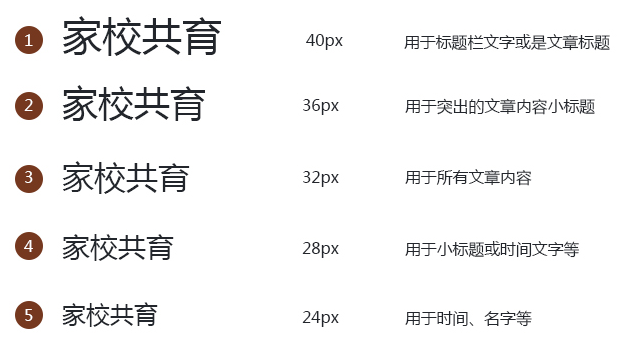 1 家校共育 40px 用于标题栏文字或是文章标题
2 家校共育 36px 用于突出的文章内容小标题
3 家校共育 32px 用于所有文章内容
4 家校共育 28px 用于小标题或时间文字等
5 家校共育 24px 用于时间、名字等